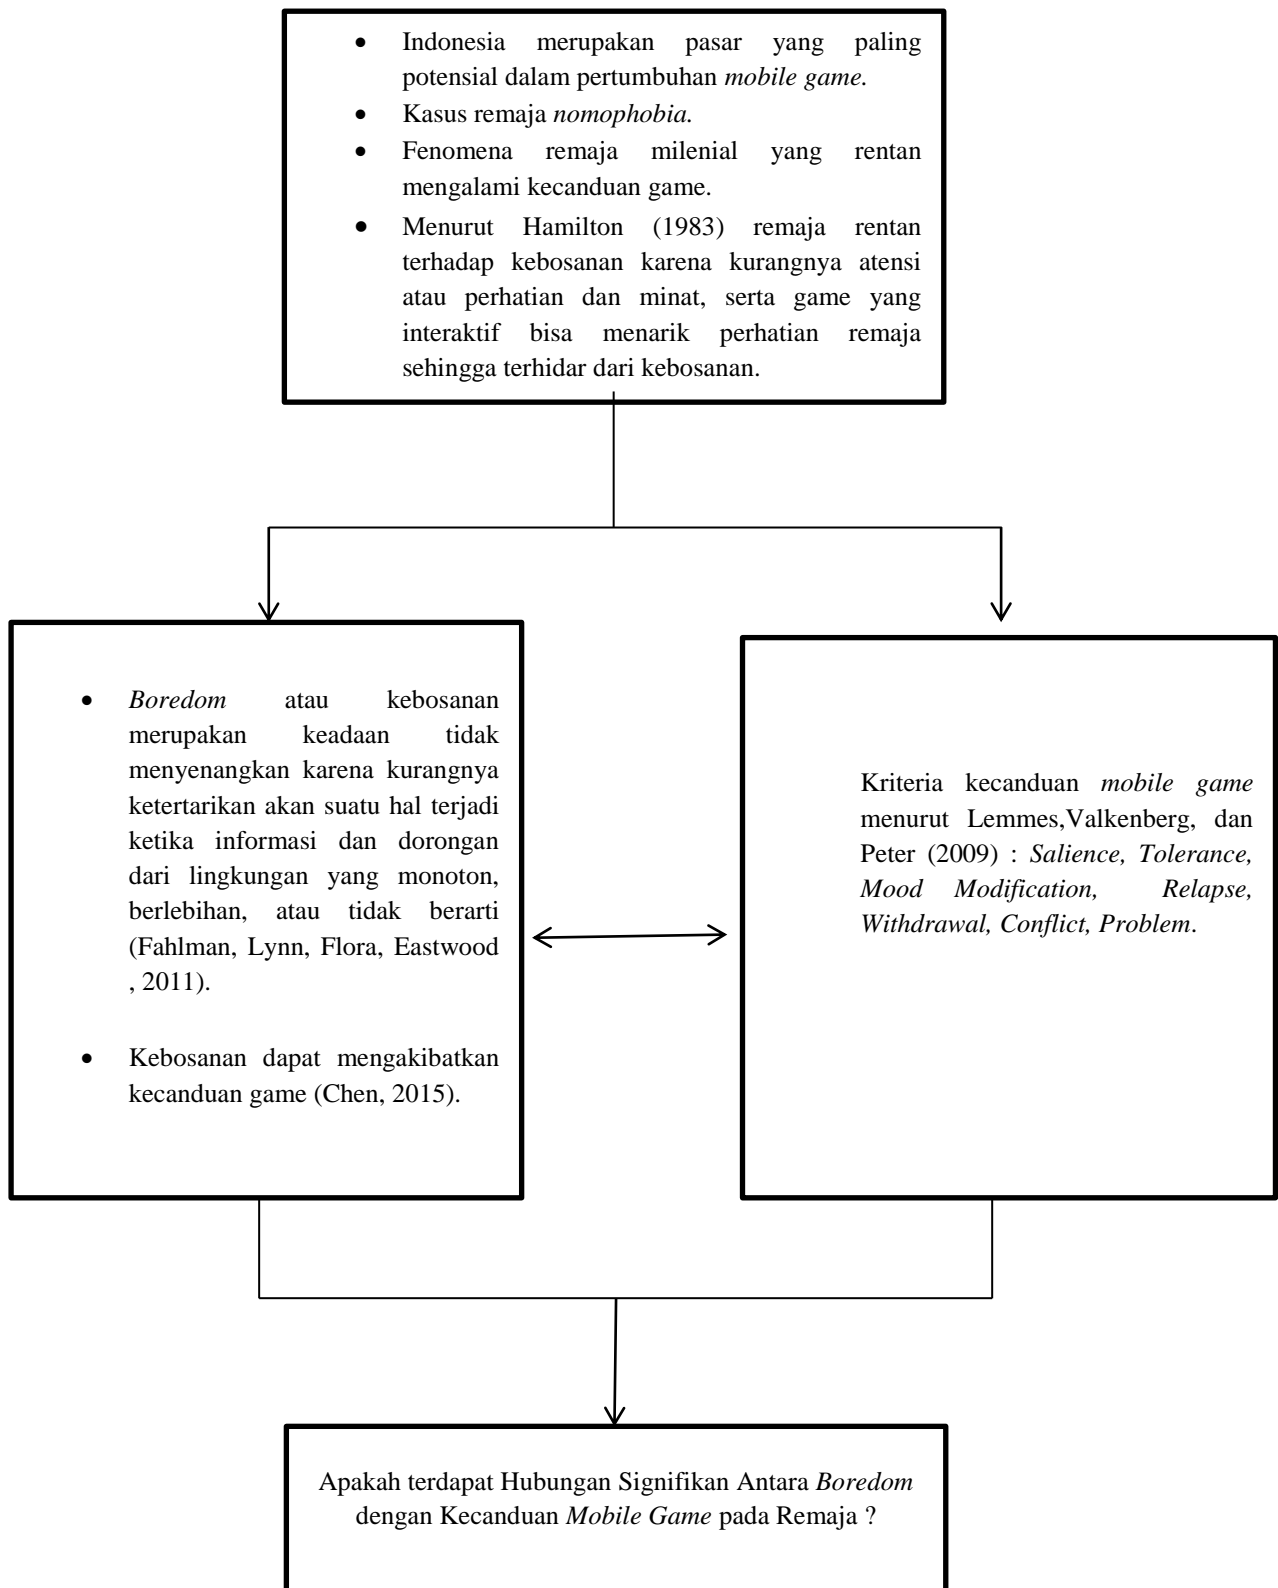 • Indonesia merupakan pasar yang paling
potensial dalam pertumbuhan mobile game.
• Kasus remaja nomophobia.
• Fenomena remaja milenial yang rentan
mengalami kecanduan game.
• Menurut Hamilton (1983) remaja rentan
terhadap kebosanan karena kurangnya atensi
atau perhatian dan minat, serta game yang
interaktif bisa menarik perhatian remaja
sehingga terhidar dari kebosanan.
• Boredom atau kebosanan
merupakan keadaan tidak
menyenangkan karena kurangnya
ketertarikan akan suatu hal terjadi
ketika informasi dan dorongan
dari lingkungan yang monoton,
berlebihan, atau tidak berarti
(Fahlman, Lynn, Flora, Eastwood
, 2011).
• Kebosanan dapat mengakibatkan
kecanduan game (Chen, 2015).
Kriteria kecanduan mobile game
menurut Lemmes,Valkenberg, dan
Peter (2009) : Salience, Tolerance,
Mood Modification, Relapse,
Withdrawal, Conflict, Problem.
Apakah terdapat Hubungan Signifikan Antara Boredom
dengan Kecanduan Mobile Game pada Remaja ?